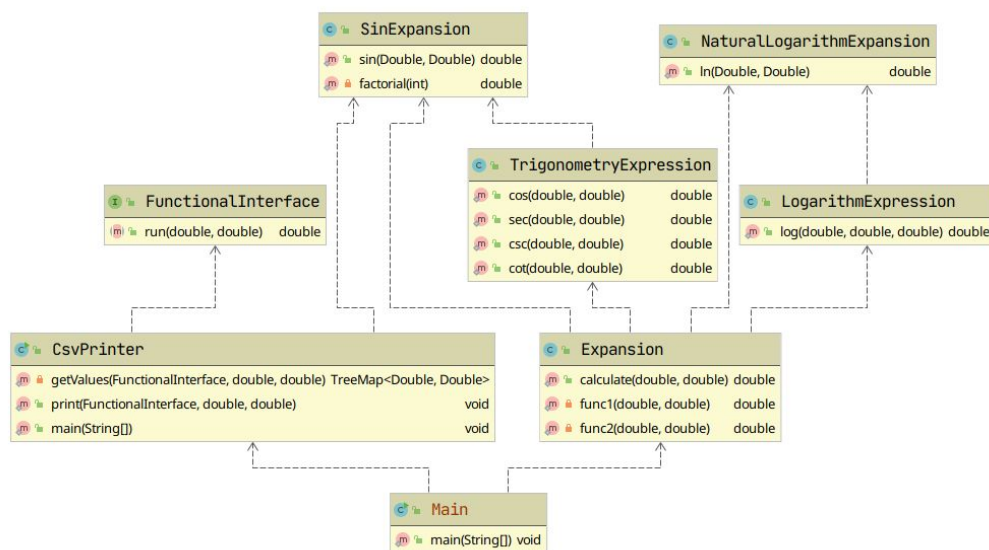 SinExpansion
sin(Double, Double) double
factorial(int) double
NaturalLogarithmExpansion
ln(Double, Double) double
TrigonometryExpression
cos(double, double) double
sec(double, double) double
csc(double, double) double
cot(double, double) double
FunctionalInterface
run(double, double) double
LogarithmExpression
log(double, double, double) double
CsvPrinter
getValues(FunctionalInterface, double, double) TreeMap<Double, Double>
print(FunctionalInterface, double, double) void
main(String[]) void
Expansion
calculate(double, double) double
func1(double, double) double
func2(double, double) double
Main
main(String[]) void